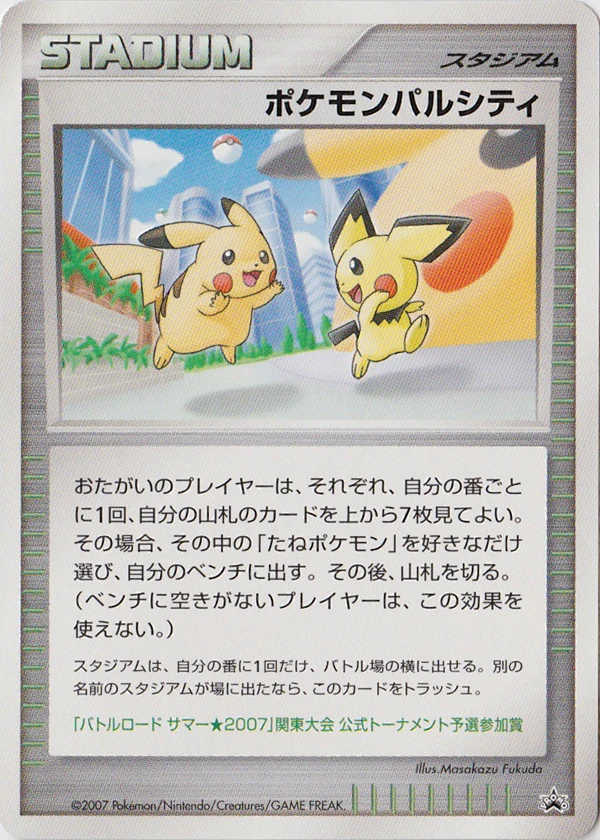 STADIUM
スタジアム
ポケモンパルシティ
おたがいのプレイヤーは、それぞれ、自分の番ごと
に1回、自分の山札のカードを上から7枚見てよい。
その場合、その中の「たねポケモン」を好きなだけ
選び、自分のベンチに出す。その後、山札を切る。
（ベンチに空きがないプレイヤーは、この効果を
使えない。）
スタジアムは、自分の番に1回だけ、バトル場の横に出せる。別の
名前のスタジアムが場に出たなら、このカードをトラッシュ。
「バトルロード サマー★2007」関東大会 公式トーナメント予選参加賞
Illus.Masakazu Fukuda
©2007 Pokémon/Nintendo/Creatures/GAME FREAK.